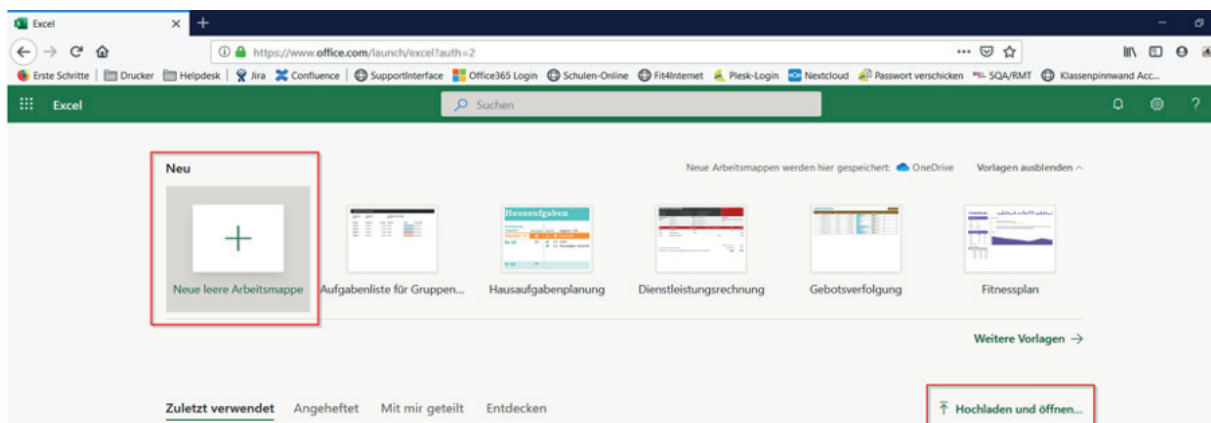 Excel
https://www.office.com/launch/excel?auth=2
Erste Schritte Drucker Helpdesk Jira Confluence SupportInterface Office365 Login Schulen-Online Fit4Internet Plesk-Login Nextcloud Passwort verschicken SQA/RMT Klassenpinnwand Acc...
Excel Suchen ?
Neu Neue Arbeitsmappen werden hier gespeichert: OneDrive Vorlagen ausblenden
Hausaufgaben
Neue leere Arbeitsmappe Aufgabenliste für Gruppen... Hausaufgabenplanung Dienstleistungsrechnung Gebotsverfolgung Fitnessplan
Weitere Vorlagen →
Zuletzt verwendet Angeheftet Mit mir geteilt Entdecken Hochladen und öffnen...